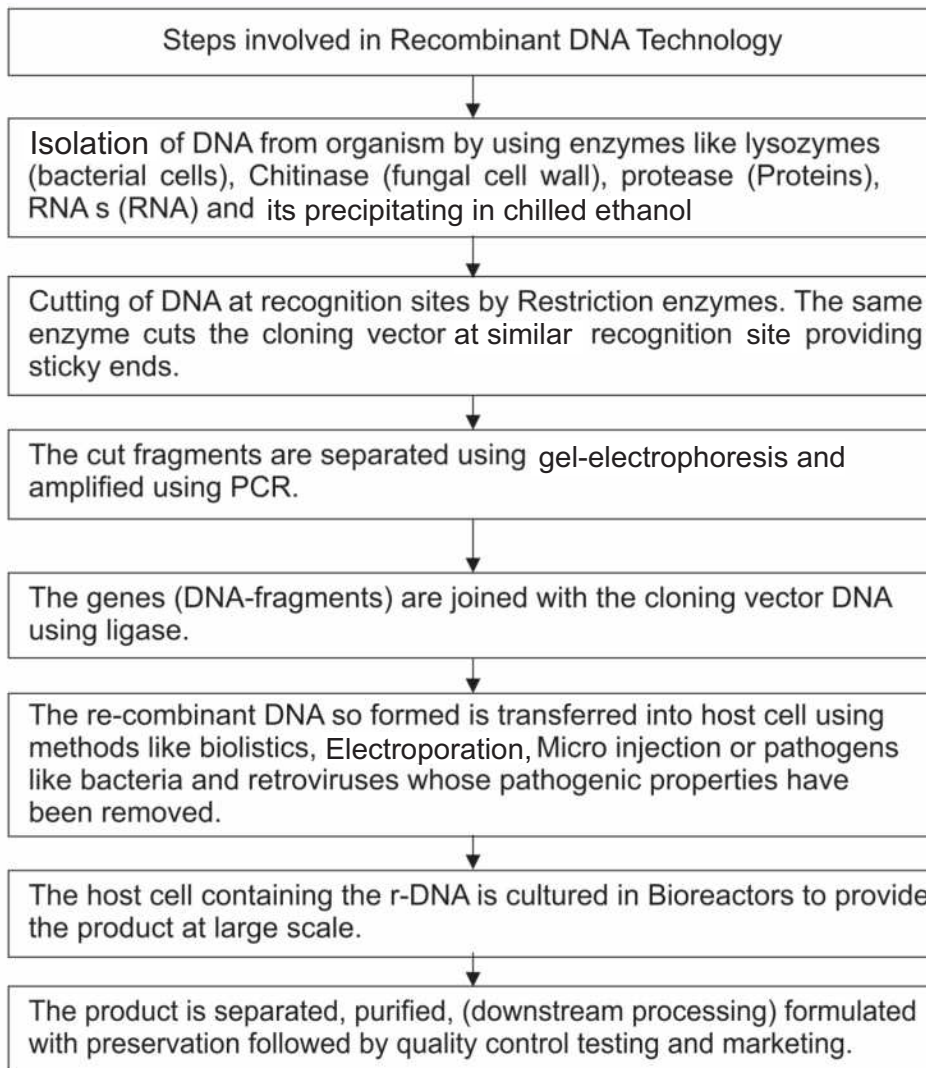 Steps involved in Recombinant DNA Technology
Isolation of DNA from organism by using enzymes like lysozymes
(bacterial cells), Chitinase (fungal cell wall), protease (Proteins),
RNA s (RNA) and its precipitating in chilled ethanol
Cutting of DNA at recognition sites by Restriction enzymes. The same
enzyme cuts the cloning vector at similar recognition site providing
sticky ends.
The cut fragments are separated using gel-electrophoresis and
amplified using PCR.
The genes (DNA-fragments) are joined with the cloning vector DNA
using ligase.
The re-combinant DNA so formed is transferred into host cell using
methods like biolistics, Electroporation, Micro injection or pathogens
like bacteria and retroviruses whose pathogenic properties have
been removed.
The host cell containing the r-DNA is cultured in Bioreactors to provide
the product at large scale.
The product is separated, purified, (downstream processing) formulated
with preservation followed by quality control testing and marketing.